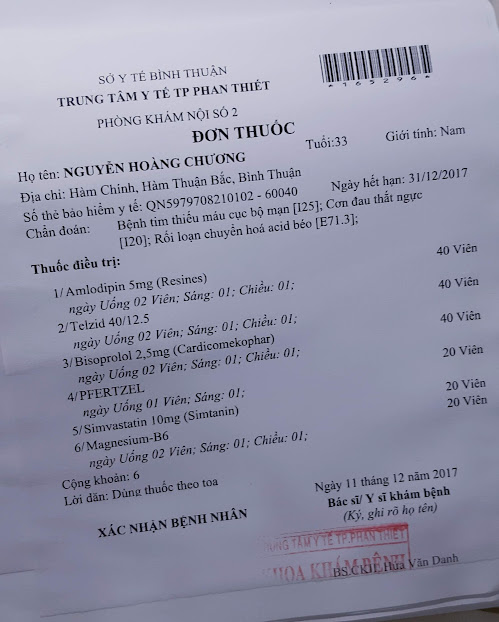 *165296*
SỞ Y TẾ BÌNH THUẬN
TRUNG TÂM Y TẾ TP PHAN THIẾT
PHÒNG KHÁM NỘI SỐ 2
ĐƠN THUỐC
Họ tên: NGUYỄN HOÀNG CHƯƠNG Tuổi:33 Giới tính: Nam
Địa chỉ: Hàm Chính, Hàm Thuận Bắc, Bình Thuận
Số thẻ bảo hiểm y tế: QN5979708210102 - 60040 Ngày hết hạn: 31/12/2017
Chẩn đoán: Bệnh tim thiếu máu cục bộ mạn [I25]; Cơn đau thắt ngực
[I20]; Rối loạn chuyển hoá acid béo [E71.3];
Thuốc điều trị:
1/ Amlodipin 5mg (Resines) 40 Viên
ngày Uống 02 Viên; Sáng: 01; Chiều: 01;
2/ Telzid 40/12.5 40 Viên
ngày Uống 02 Viên; Sáng: 01; Chiều: 01;
3/ Bisoprolol 2,5mg (Cardicomekophar) 40 Viên
ngày Uống 02 Viên; Sáng: 01; Chiều: 01;
4/ PFERTZEL 20 Viên
ngày Uống 01 Viên; Sáng: 01;
5/ Simvastatin 10mg (Simtanin) 20 Viên
6/ Magnesium-B6 20 Viên
ngày Uống 02 Viên; Sáng: 01; Chiều: 01;
Cộng khoản: 6
Lời dặn: Dùng thuốc theo toa
Ngày 11 tháng 12 năm 2017
Bác sĩ/ Y sĩ khám bệnh
(Ký, ghi rõ họ tên)
XÁC NHẬN BỆNH NHÂN
TRUNG TÂM Y TẾ TP.PHAN THIẾT
KHOA KHÁM BỆNH
BS.CKII. Hứa Văn Danh